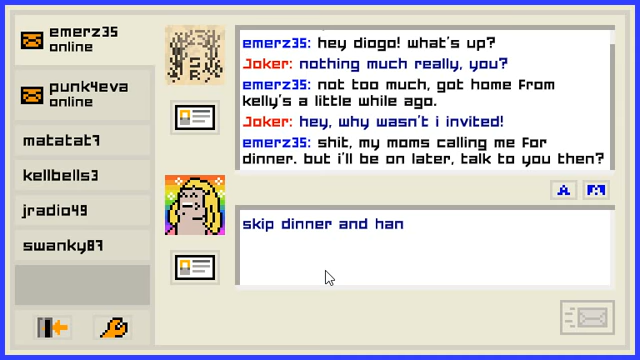 emerz35
online
punk4eva
online
matatat7
kellbells3
jradio49
swanky87
emerz35: hey diogo! what's up?
Joker: nothing much really, you?
emerz35: not too much, got home from
kelly's a little while ago.
Joker: hey, why wasn't i invited!
emerz35: shit, my moms calling me for
dinner. but i'll be on later, talk to you then?
S
R
A
skip dinner and han